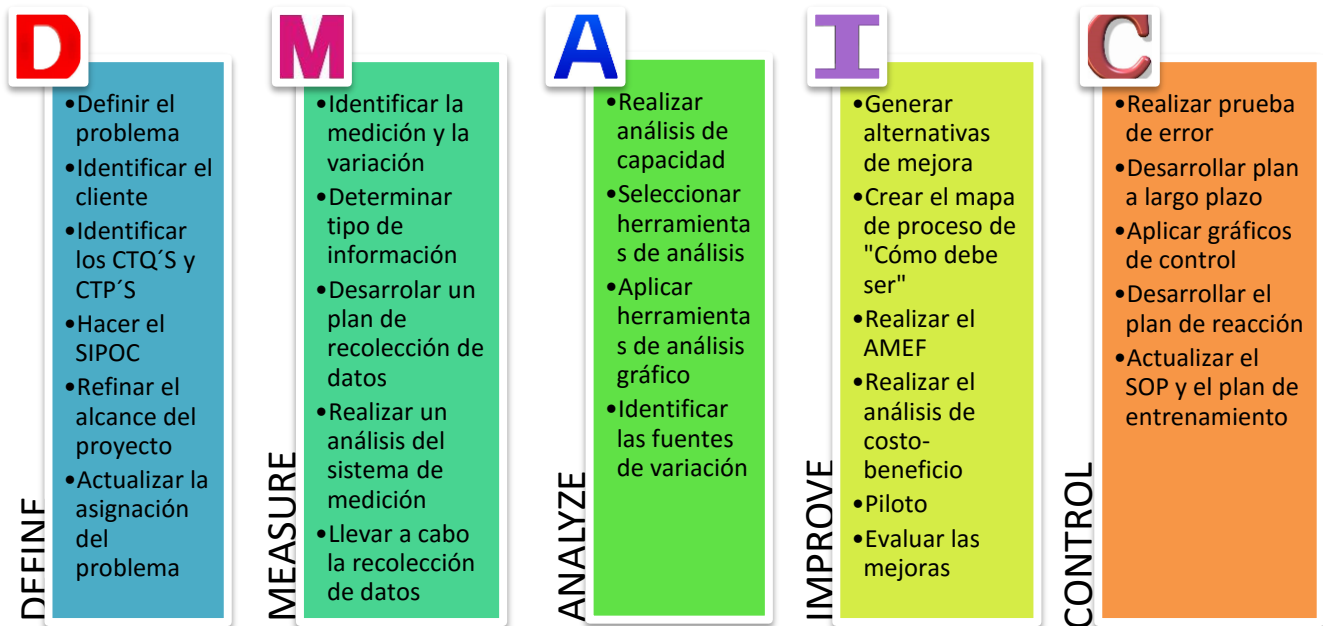 D
DEFINE
•Definir el
problema
•Identificar el
cliente
•Identificar
los CTQ´S y
CTP´S
•Hacer el
SIPOC
•Refinar el
alcance del
proyecto
•Actualizar la
asignación
del
problema
M
MEASURE
•Identificar la
medición y la
variación
•Determinar
tipo de
información
•Desarrolar un
plan de
recolección de
datos
•Realizar un
análisis del
sistema de
medición
•Llevar a cabo
la recolección
de datos
A
ANALYZE
•Realizar
análisis de
capacidad
•Seleccionar
herramienta
s de análisis
•Aplicar
herramienta
s de análisis
gráfico
•Identificar
las fuentes
de variación
I
IMPROVE
•Generar
alternativas
de mejora
•Crear el mapa
de proceso de
"Cómo debe
ser"
•Realizar el
AMEF
•Realizar el
análisis de
costo-
beneficio
•Piloto
•Evaluar las
mejoras
C
CONTROL
•Realizar prueba
de error
•Desarrollar plan
a largo plazo
•Aplicar gráficos
de control
•Desarrollar el
plan de reacción
•Actualizar el
SOP y el plan de
entrenamiento